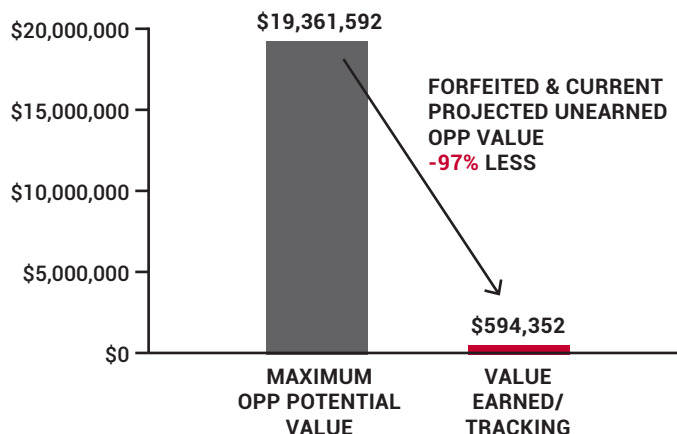 $20,000,000
$15,000,000
$10,000,000
$5,000,000
$0
$19,361,592
FORFEITED & CURRENT
PROJECTED UNEARNED
OPP VALUE
-97% LESS
$594,352
MAXIMUM
OPP POTENTIAL
VALUE
VALUE
EARNED/
TRACKING